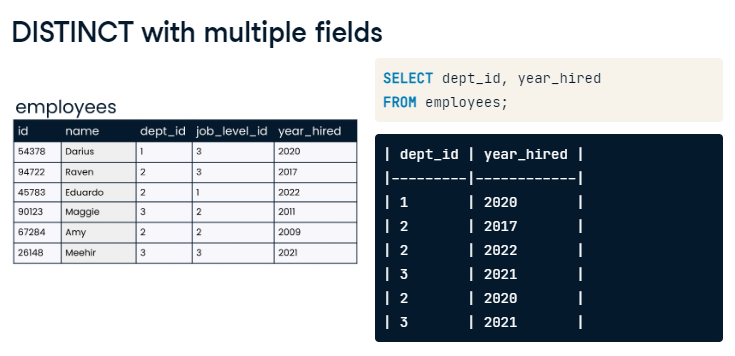 DISTINCT with multiple fields
employees
id name dept_id job_level_id year_hired
54378 Darius 1 3 2020
94722 Raven 2 3 2017
45783 Eduardo 2 1 2022
90123 Maggie 3 2 2011
67284 Amy 2 2 2009
26148 Meehir 3 3 2021
SELECT dept_id, year_hired
FROM employees;
| dept_id | year_hired |
|---------|------------|
| 1 | 2020 |
| 2 | 2017 |
| 2 | 2022 |
| 3 | 2021 |
| 2 | 2020 |
| 3 | 2021 |